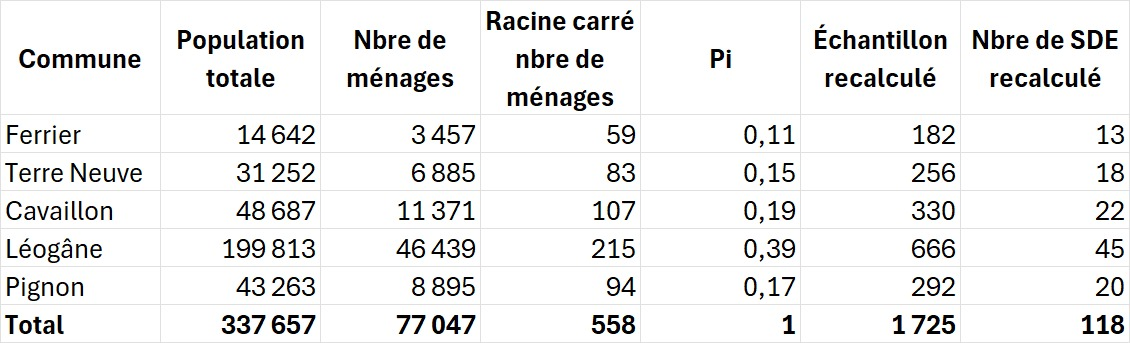 Commune Population totale Nbre de ménages Racine carré nbre de ménages Pi Échantillon recalculé Nbre de SDE recalculé
Ferrier 14 642 3 457 59 0,11 182 13
Terre Neuve 31 252 6 885 83 0,15 256 18
Cavaillon 48 687 11 371 107 0,19 330 22
Léogâne 199 813 46 439 215 0,39 666 45
Pignon 43 263 8 895 94 0,17 292 20
Total 337 657 77 047 558 1 1 725 118